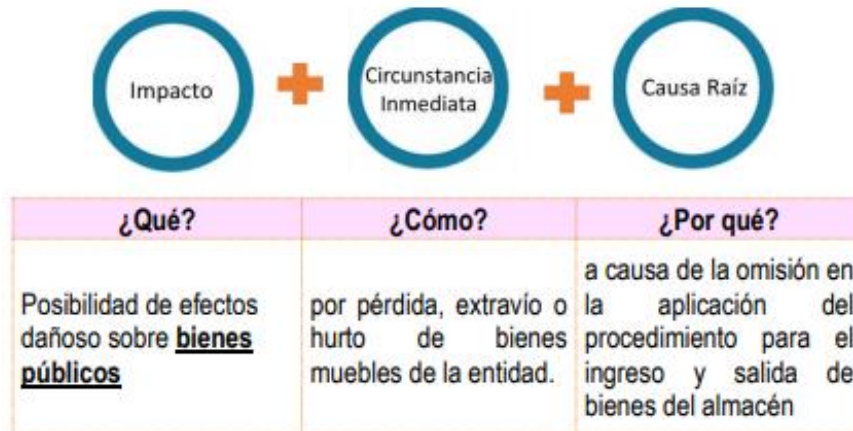 Impacto
Circunstancia
Inmediata
Causa Raíz
¿Qué?
¿Cómo?
¿Por qué?
Posibilidad de efectos
dañoso sobre bienes
públicos
por pérdida, extravío o
hurto de bienes
muebles de la entidad.
a causa de la omisión en
la aplicación del
procedimiento para el
ingreso y salida de
bienes del almacén